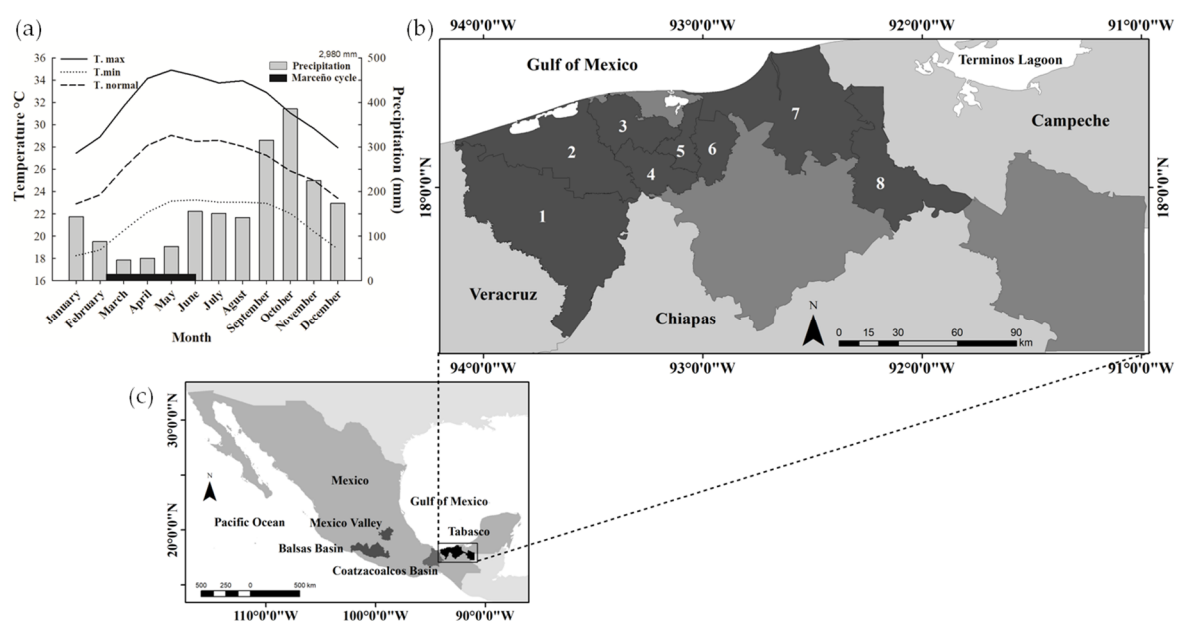 (a)
2,980 mm
T. max
T.min
T. normal
Precipitation
Marceño cycle
Temperature °C
36
34
32
30
28
26
24
22
20
18
16
Precipitation (mm)
500
400
300
200
100
0
January
February
March
April
May
June
July
Agust
September
October
November
December
Month
(b)
94°0'0"W
93°0'0"W
92°0'0"W
91°0'0"W
Gulf of Mexico
Terminos Lagoon
Campeche
Veracruz
Chiapas
1
2
3
4
5
6
7
8
18°0'0"N
18°0'0"N
N
0 15 30 60 90
km
94°0'0"W
93°0'0"W
92°0'0"W
91°0'0"W
(c)
30°0'0"N
20°0'0"N
N
Mexico
Gulf of Mexico
Pacific Ocean
Mexico Valley
Tabasco
Balsas Basin
Coatzacoalcos Basin
500 250 0 500 km
110°0'0"W
100°0'0"W
90°0'0"W